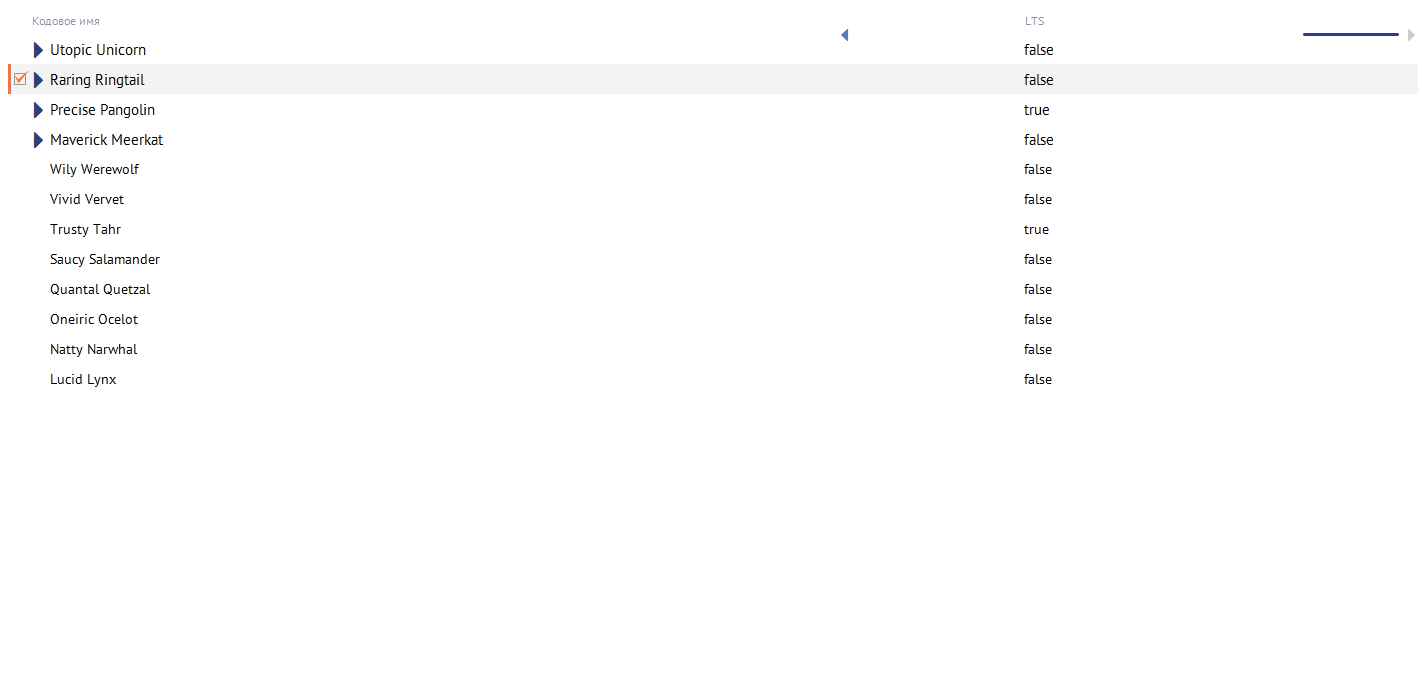 Кодовое имя LTS
Utopic Unicorn false
Raring Ringtail false
Precise Pangolin true
Maverick Meerkat false
Wily Werewolf false
Vivid Vervet false
Trusty Tahr true
Saucy Salamander false
Quantal Quetzal false
Oneiric Ocelot false
Natty Narwhal false
Lucid Lynx false